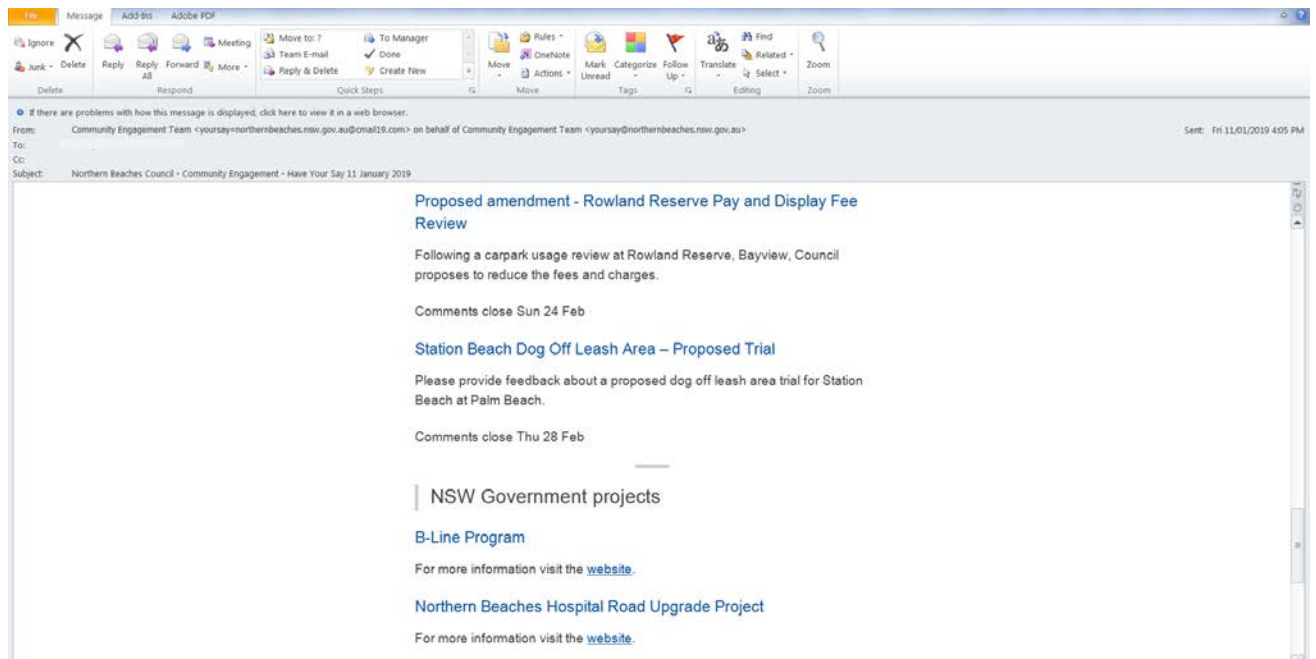 File Message Add-Ins Adobe PDF
Ignore Move to: ? To Manager Rules Find
Meeting Team E-mail Done OneNote Related
Junk Delete Reply Reply All Forward More Reply & Delete Create New Move Actions Mark Unread Categorize Follow Up Translate Select Zoom
Delete Respond Quick Steps Move Tags Editing Zoom
If there are problems with how this message is displayed, click here to view it in a web browser.
From: Community Engagement Team <yoursay=northernbeaches.nsw.gov.au@cmail19.com> on behalf of Community Engagement Team <yoursay@northernbeaches.nsw.gov.au> Sent: Fri 11/01/2019 4:05 PM
To:
Cc:
Subject: Northern Beaches Council - Community Engagement - Have Your Say 11 January 2019
Proposed amendment - Rowland Reserve Pay and Display Fee
Review
Following a carpark usage review at Rowland Reserve, Bayview, Council
proposes to reduce the fees and charges.
Comments close Sun 24 Feb
Station Beach Dog Off Leash Area – Proposed Trial
Please provide feedback about a proposed dog off leash area trial for Station
Beach at Palm Beach.
Comments close Thu 28 Feb
NSW Government projects
B-Line Program
For more information visit the website.
Northern Beaches Hospital Road Upgrade Project
For more information visit the website.